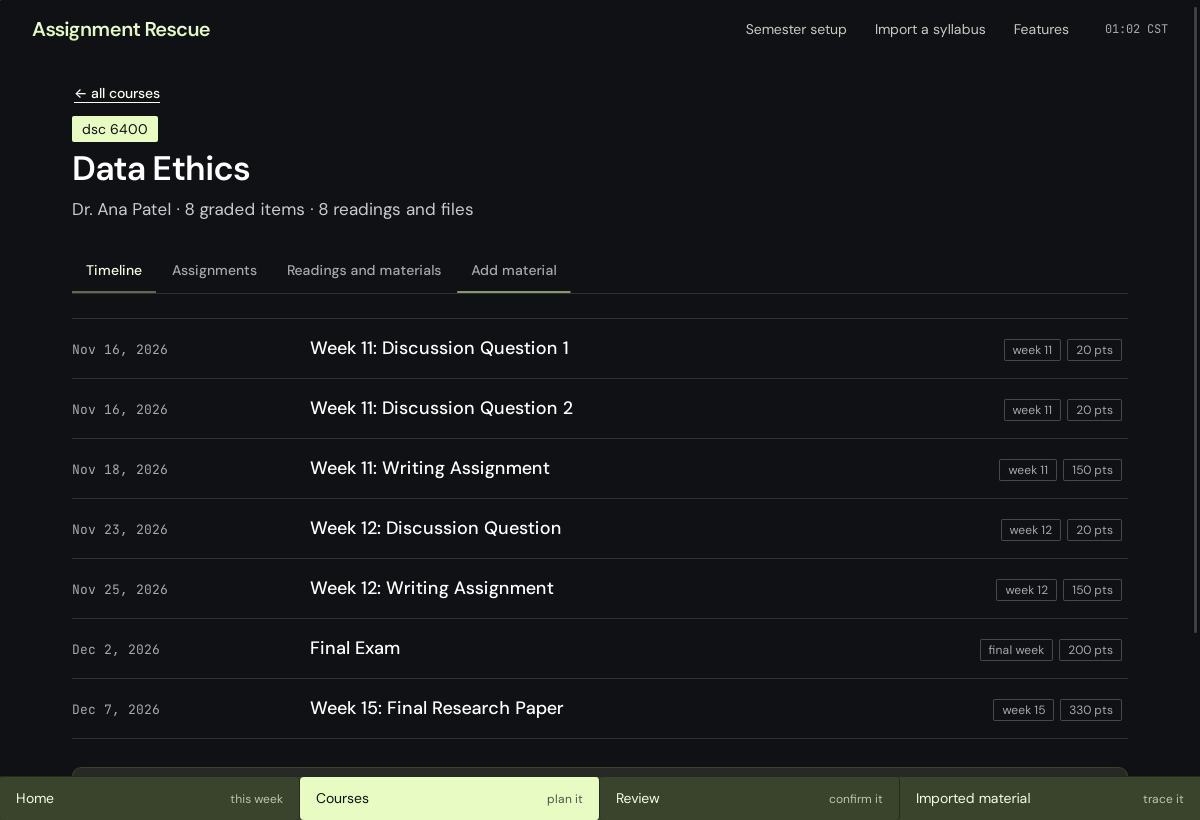 Assignment Rescue
Semester setup Import a syllabus Features 01:02 CST
← all courses
dsc 6400
Data Ethics
Dr. Ana Patel · 8 graded items · 8 readings and files
Timeline Assignments Readings and materials Add material
Nov 16, 2026 Week 11: Discussion Question 1 week 11 20 pts
Nov 16, 2026 Week 11: Discussion Question 2 week 11 20 pts
Nov 18, 2026 Week 11: Writing Assignment week 11 150 pts
Nov 23, 2026 Week 12: Discussion Question week 12 20 pts
Nov 25, 2026 Week 12: Writing Assignment week 12 150 pts
Dec 2, 2026 Final Exam final week 200 pts
Dec 7, 2026 Week 15: Final Research Paper week 15 330 pts
Home this week Courses plan it Review confirm it Imported material trace it